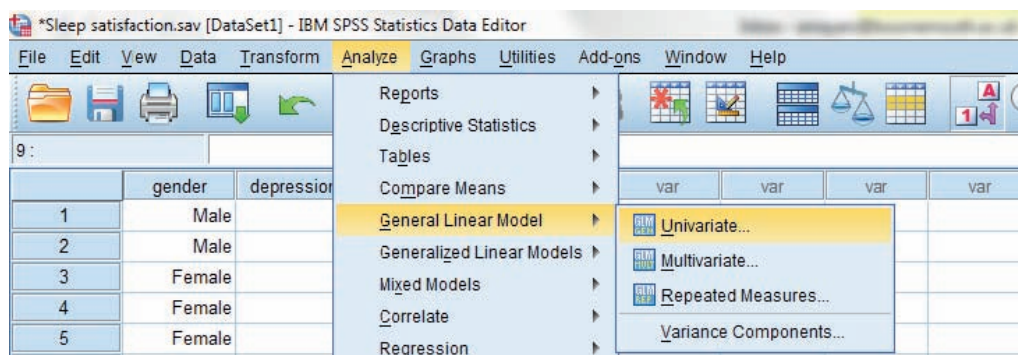 *Sleep satisfaction.sav [DataSet1] - IBM SPSS Statistics Data Editor
File Edit View Data Transform Analyze Graphs Utilities Add-ons Window Help
A
1
9 :
Reports
Descriptive Statistics
Tables
gender depression Compare Means var var var var
1 Male General Linear Model Univariate...
2 Male Generalized Linear Models Multivariate...
3 Female Mixed Models Repeated Measures...
4 Female Correlate Variance Components...
5 Female Regression